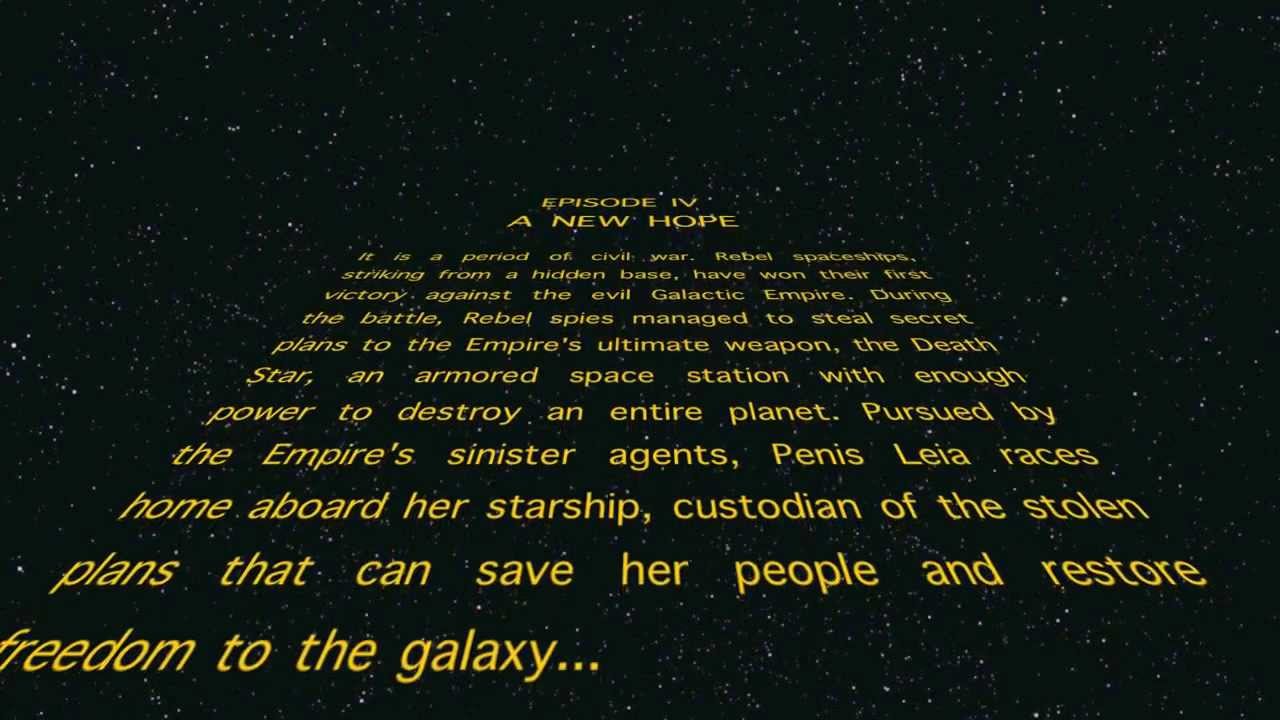 EPISODE IV
A NEW HOPE
It is a period of civil war. Rebel spaceships,
striking from a hidden base, have won their first
victory against the evil Galactic Empire. During
the battle, Rebel spies managed to steal secret
plans to the Empire's ultimate weapon, the Death
Star, an armored space station with enough
power to destroy an entire planet. Pursued by
the Empire's sinister agents, Penis Leia races
home aboard her starship, custodian of the stolen
plans that can save her people and restore
freedom to the galaxy...